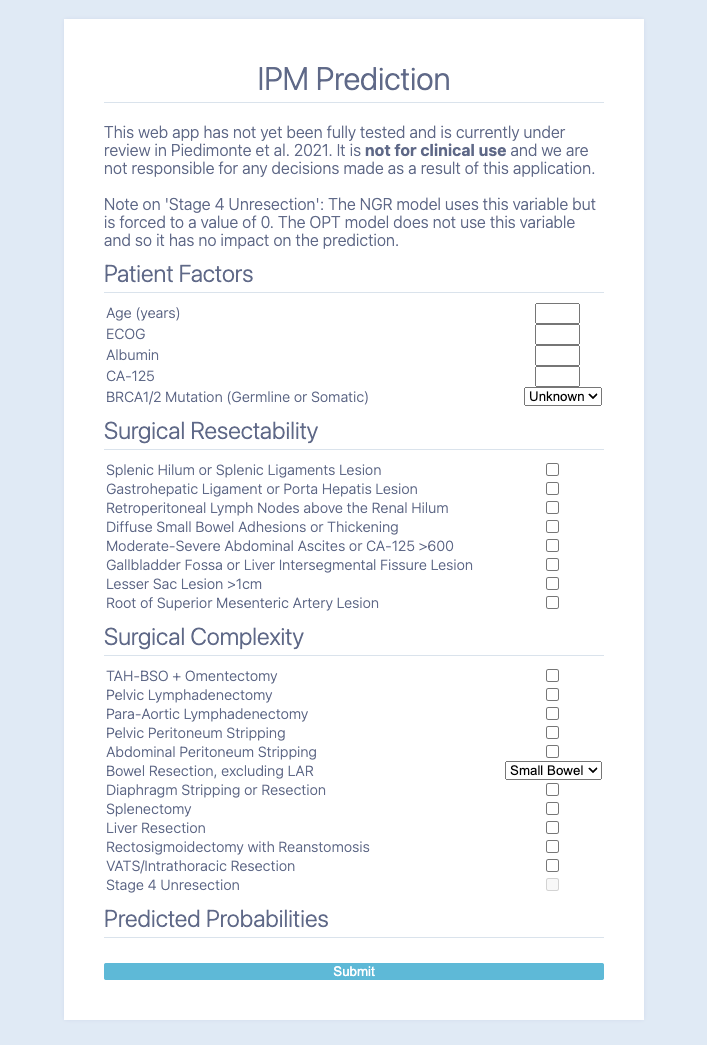 IPM Prediction
This web app has not yet been fully tested and is currently under
review in Piedimonte et al. 2021. It is not for clinical use and we are
not responsible for any decisions made as a result of this application.
Note on 'Stage 4 Unresection': The NGR model uses this variable but
is forced to a value of 0. The OPT model does not use this variable
and so it has no impact on the prediction.
Patient Factors
Age (years)
ECOG
Albumin
CA-125
BRCA1/2 Mutation (Germline or Somatic) Unknown
Surgical Resectability
Splenic Hilum or Splenic Ligaments Lesion
Gastrohepatic Ligament or Porta Hepatis Lesion
Retroperitoneal Lymph Nodes above the Renal Hilum
Diffuse Small Bowel Adhesions or Thickening
Moderate-Severe Abdominal Ascites or CA-125 >600
Gallbladder Fossa or Liver Intersegmental Fissure Lesion
Lesser Sac Lesion >1cm
Root of Superior Mesenteric Artery Lesion
Surgical Complexity
TAH-BSO + Omentectomy
Pelvic Lymphadenectomy
Para-Aortic Lymphadenectomy
Pelvic Peritoneum Stripping
Abdominal Peritoneum Stripping
Bowel Resection, excluding LAR Small Bowel
Diaphragm Stripping or Resection
Splenectomy
Liver Resection
Rectosigmoidectomy with Reanstomosis
VATS/Intrathoracic Resection
Stage 4 Unresection
Predicted Probabilities
Submit